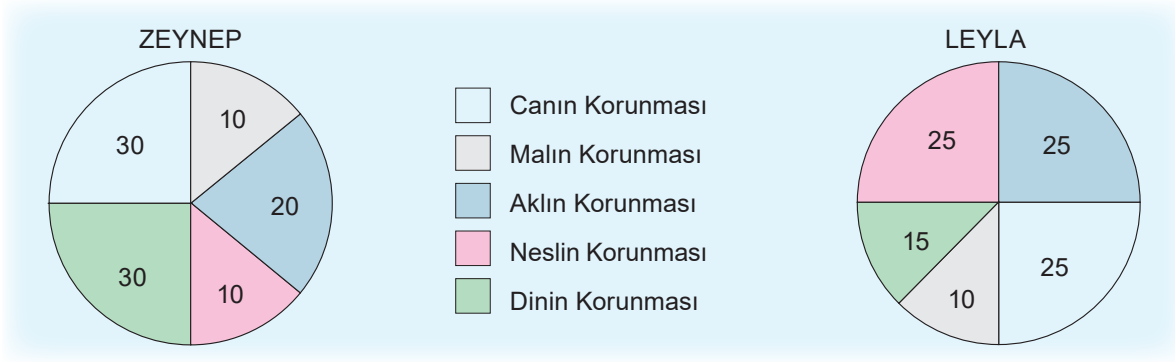 ZEYNEP
30
10
20
10
30
Canın Korunması
Malın Korunması
Aklın Korunması
Neslin Korunması
Dinin Korunması
LEYLA
25
25
15
10
25